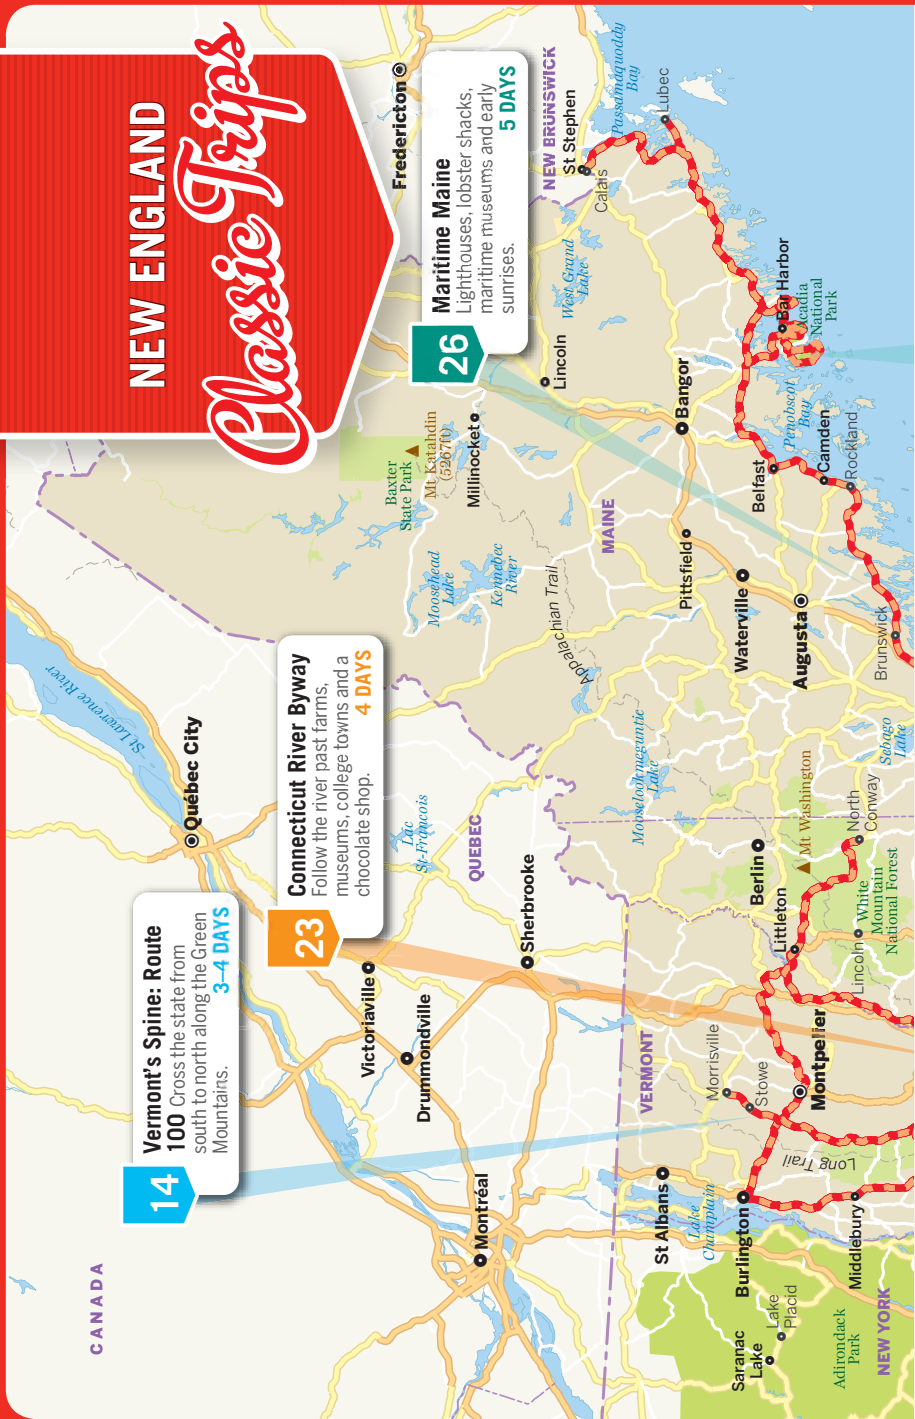 NEW ENGLAND
Classic Trips
14
Vermont's Spine: Route
100 Cross the state from
south to north along the Green
Mountains.
3–4 DAYS
23
Connecticut River Byway
Follow the river past farms,
museums, college towns and a
chocolate shop.
4 DAYS
26
Maritime Maine
Lighthouses, lobster shacks,
maritime museums and early
sunrises.
5 DAYS
CANADA
St Lawrence River
Québec City
Fredericton
NEW BRUNSWICK
St Stephen
Calais
Passamaquoddy
Bay
Lubec
West Grand
Lake
Lincoln
Baxter
State Park
Mt Katahdin
(5267ft)
Millinocket
Moosehead
Lake
Kennebec
River
Appalachian Trail
MAINE
Bangor
Pittsfield
Waterville
Augusta
Belfast
Penobscot
Bay
Camden
Rockland
Bar Harbor
Acadia
National
Park
Brunswick
Sebago
Lake
Mooselookmeguntic
Lake
Lac
St-Francois
QUEBEC
Victoriaville
Drummondville
Sherbrooke
Montréal
Berlin
Mt Washington
North
Conway
Littleton
Lincoln
White
Mountain
National Forest
VERMONT
Morrisville
Stowe
Montpelier
Long Trail
St Albans
Lake
Champlain
Burlington
Middlebury
Saranac
Lake
Lake
Placid
Adirondack
Park
NEW YORK